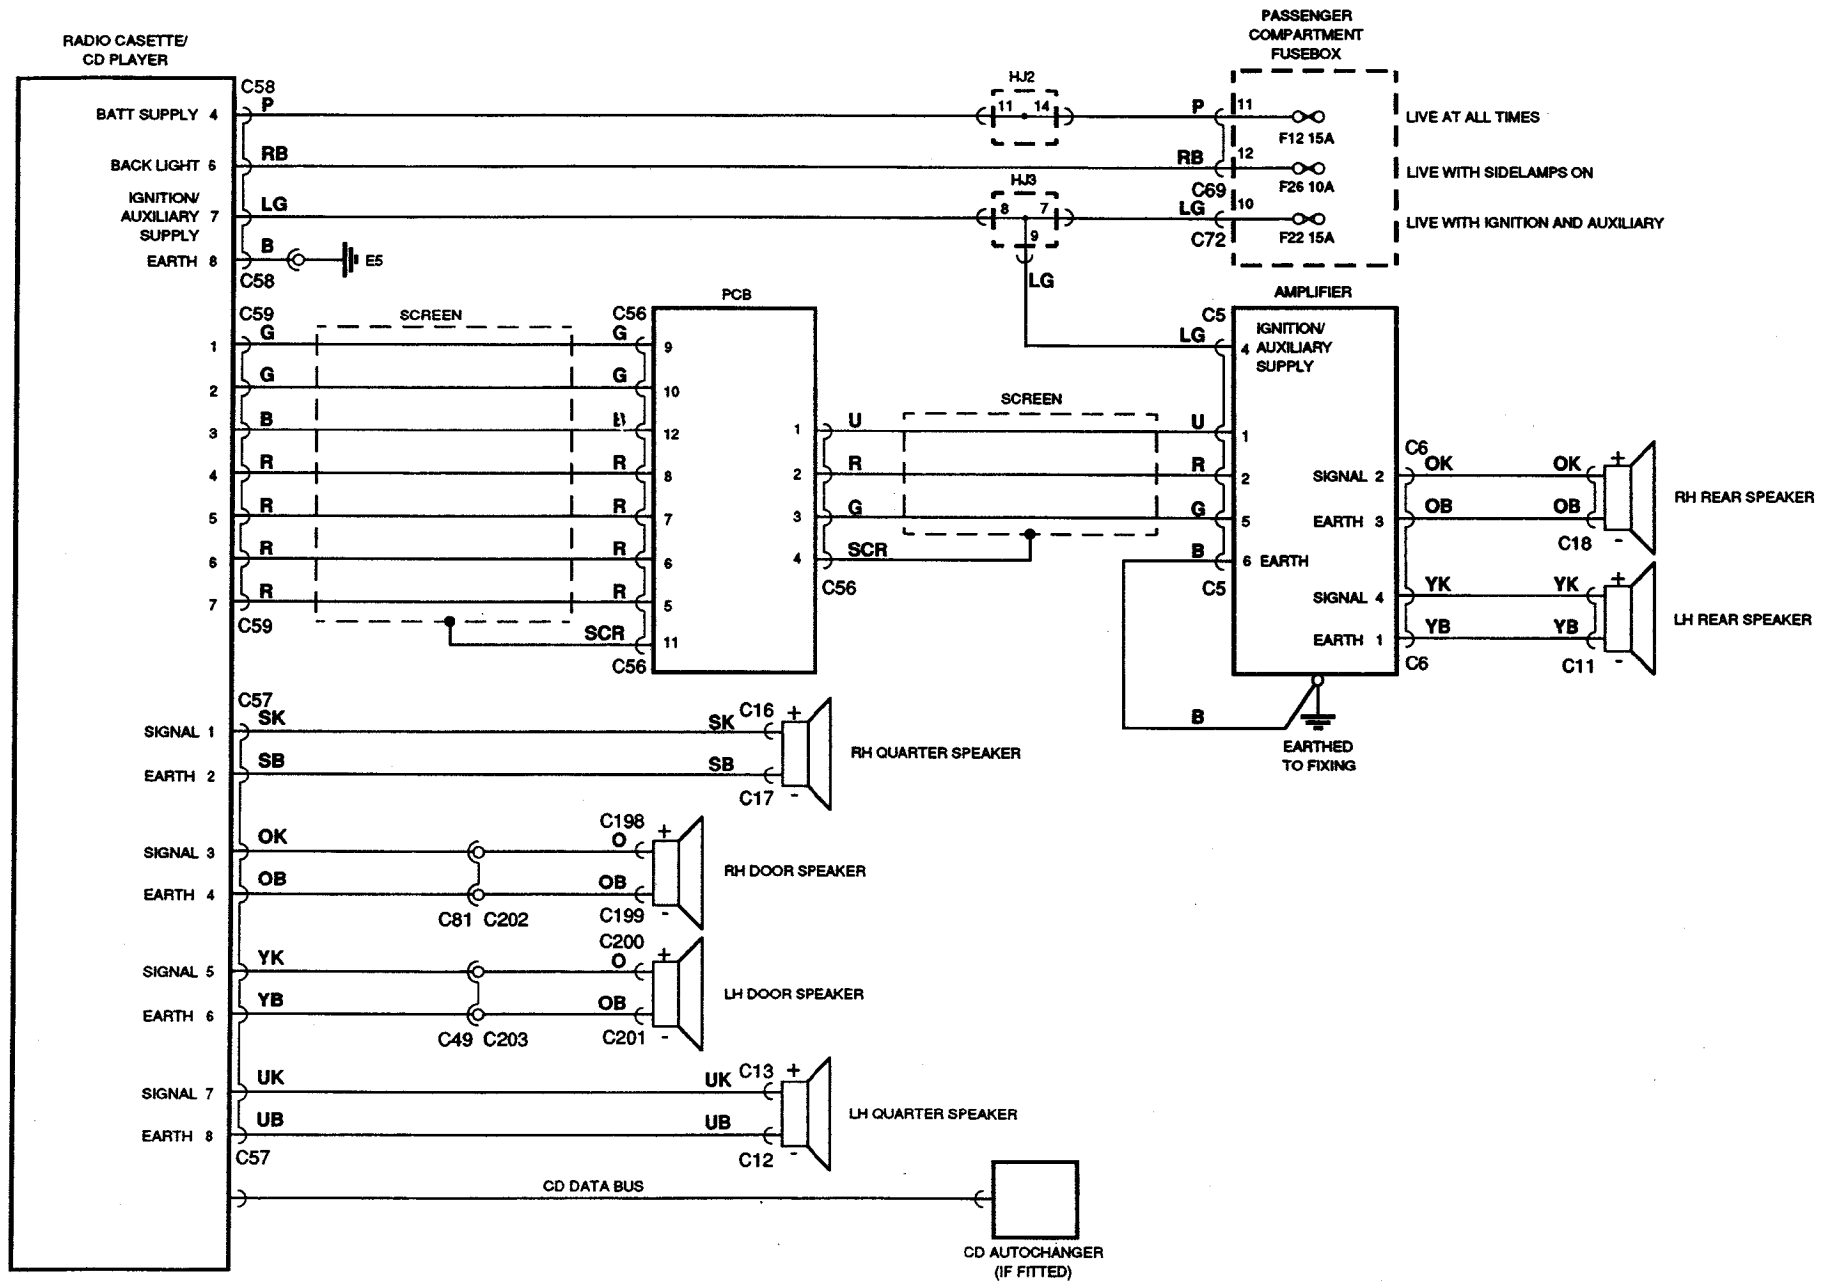 PASSENGER
COMPARTMENT
FUSEBOX
RADIO CASETTE/
CD PLAYER
C58
HJ2
BATT SUPPLY 4 P 11 14 P 11 LIVE AT ALL TIMES
F12 15A
BACK LIGHT 6 RB RB 12 LIVE WITH SIDELAMPS ON
HJ3 C69 F26 10A
IGNITION/
AUXILIARY 7 LG 8 7 LG 10 LIVE WITH IGNITION AND AUXILIARY
SUPPLY 9 C72 F22 15A
EARTH 8 B E5
C58 LG
PCB AMPLIFIER
C59 SCREEN C56 C5
1 G G 9 LG 4 IGNITION/
AUXILIARY
SUPPLY
2 G G 10 SCREEN
3 B 12 1 U U 1
C6
4 R R 8 2 R R 2 SIGNAL 2 OK OK + RH REAR SPEAKER
5 R R 7 3 G G 5 EARTH 3 OB OB
C18 -
6 R R 6 4 SCR B 6 EARTH
C56 C5
7 R R 5 SIGNAL 4 YK YK + LH REAR SPEAKER
C59 SCR 11 EARTH 1 YB YB
C56 C6 C11 -
C57
SIGNAL 1 SK SK C16 + B
RH QUARTER SPEAKER EARTHED
TO FIXING
EARTH 2 SB SB
C17 -
C198
SIGNAL 3 OK O +
RH DOOR SPEAKER
EARTH 4 OB OB
C81 C202 C199 -
C200
SIGNAL 5 YK O +
LH DOOR SPEAKER
EARTH 6 YB OB
C49 C203 C201 -
SIGNAL 7 UK UK C13 +
LH QUARTER SPEAKER
EARTH 8 UB UB
C57 C12 -
CD DATA BUS
CD AUTOCHANGER
(IF FITTED)